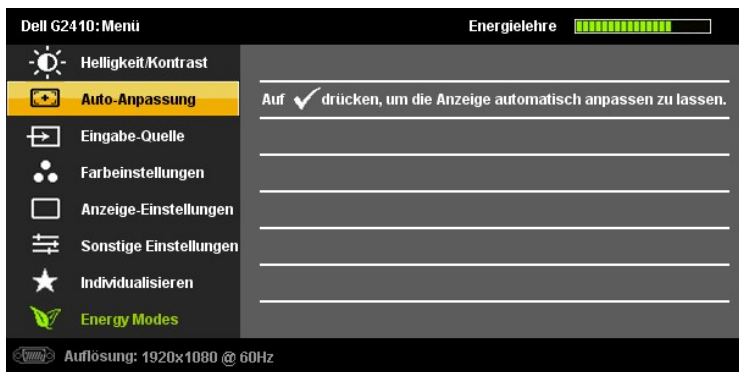 Dell G2410:Menü Energielehre
Helligkeit/Kontrast
Auto-Anpassung Auf ✓ drücken, um die Anzeige automatisch anpassen zu lassen.
Eingabe-Quelle
Farbeinstellungen
Anzeige-Einstellungen
Sonstige Einstellungen
Individualisieren
Energy Modes
Auflösung: 1920x1080 @ 60Hz